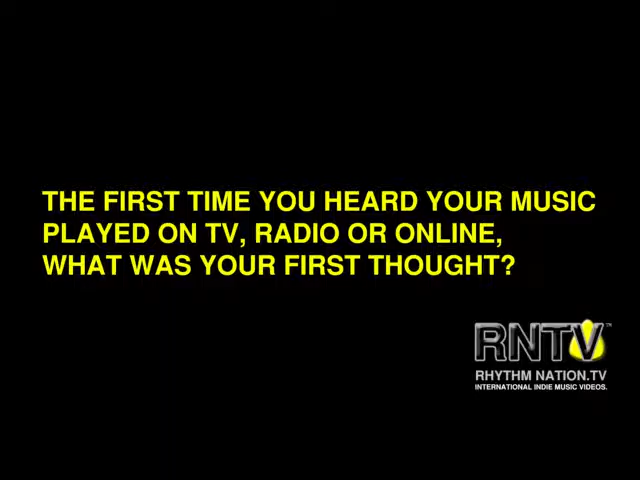 THE FIRST TIME YOU HEARD YOUR MUSIC
PLAYED ON TV, RADIO OR ONLINE,
WHAT WAS YOUR FIRST THOUGHT?
RNTV™
RHYTHM NATION.TV
INTERNATIONAL INDIE MUSIC VIDEOS.